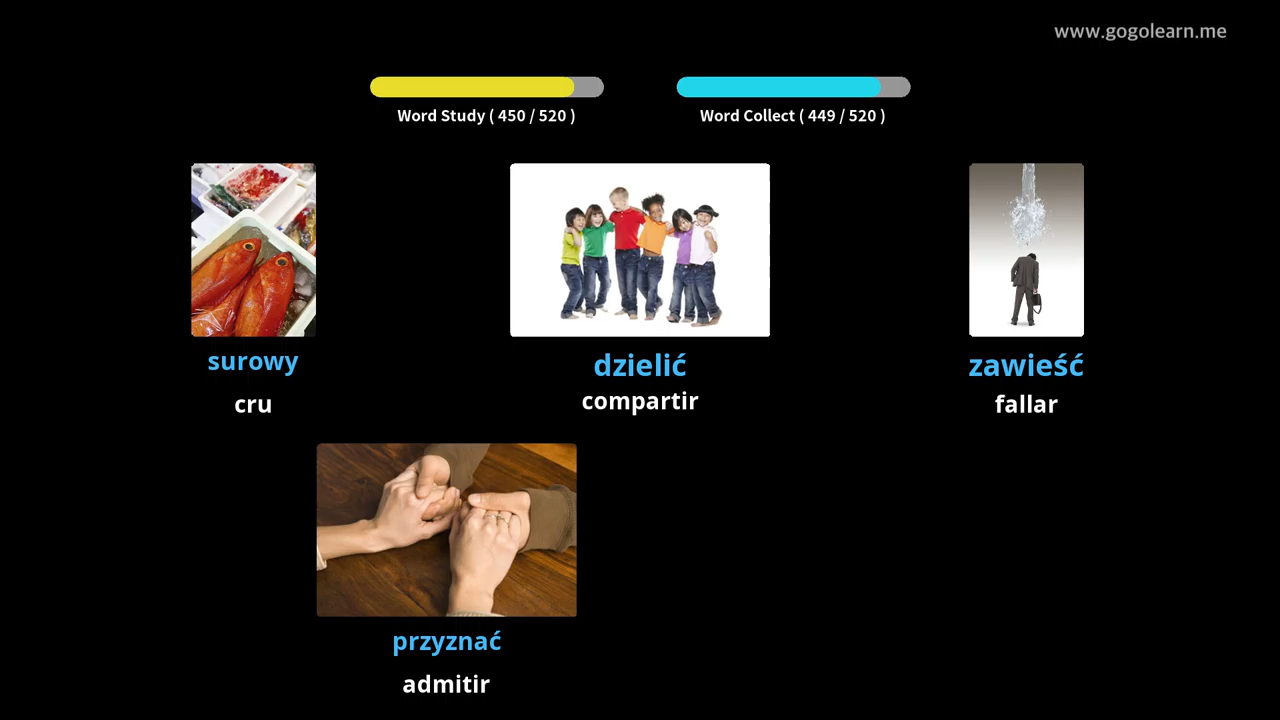 www.gogolearn.me
Word Study ( 450 / 520 )
Word Collect ( 449 / 520 )
surowy
cru
dzielić
compartir
zawieść
fallar
przyznać
admitir